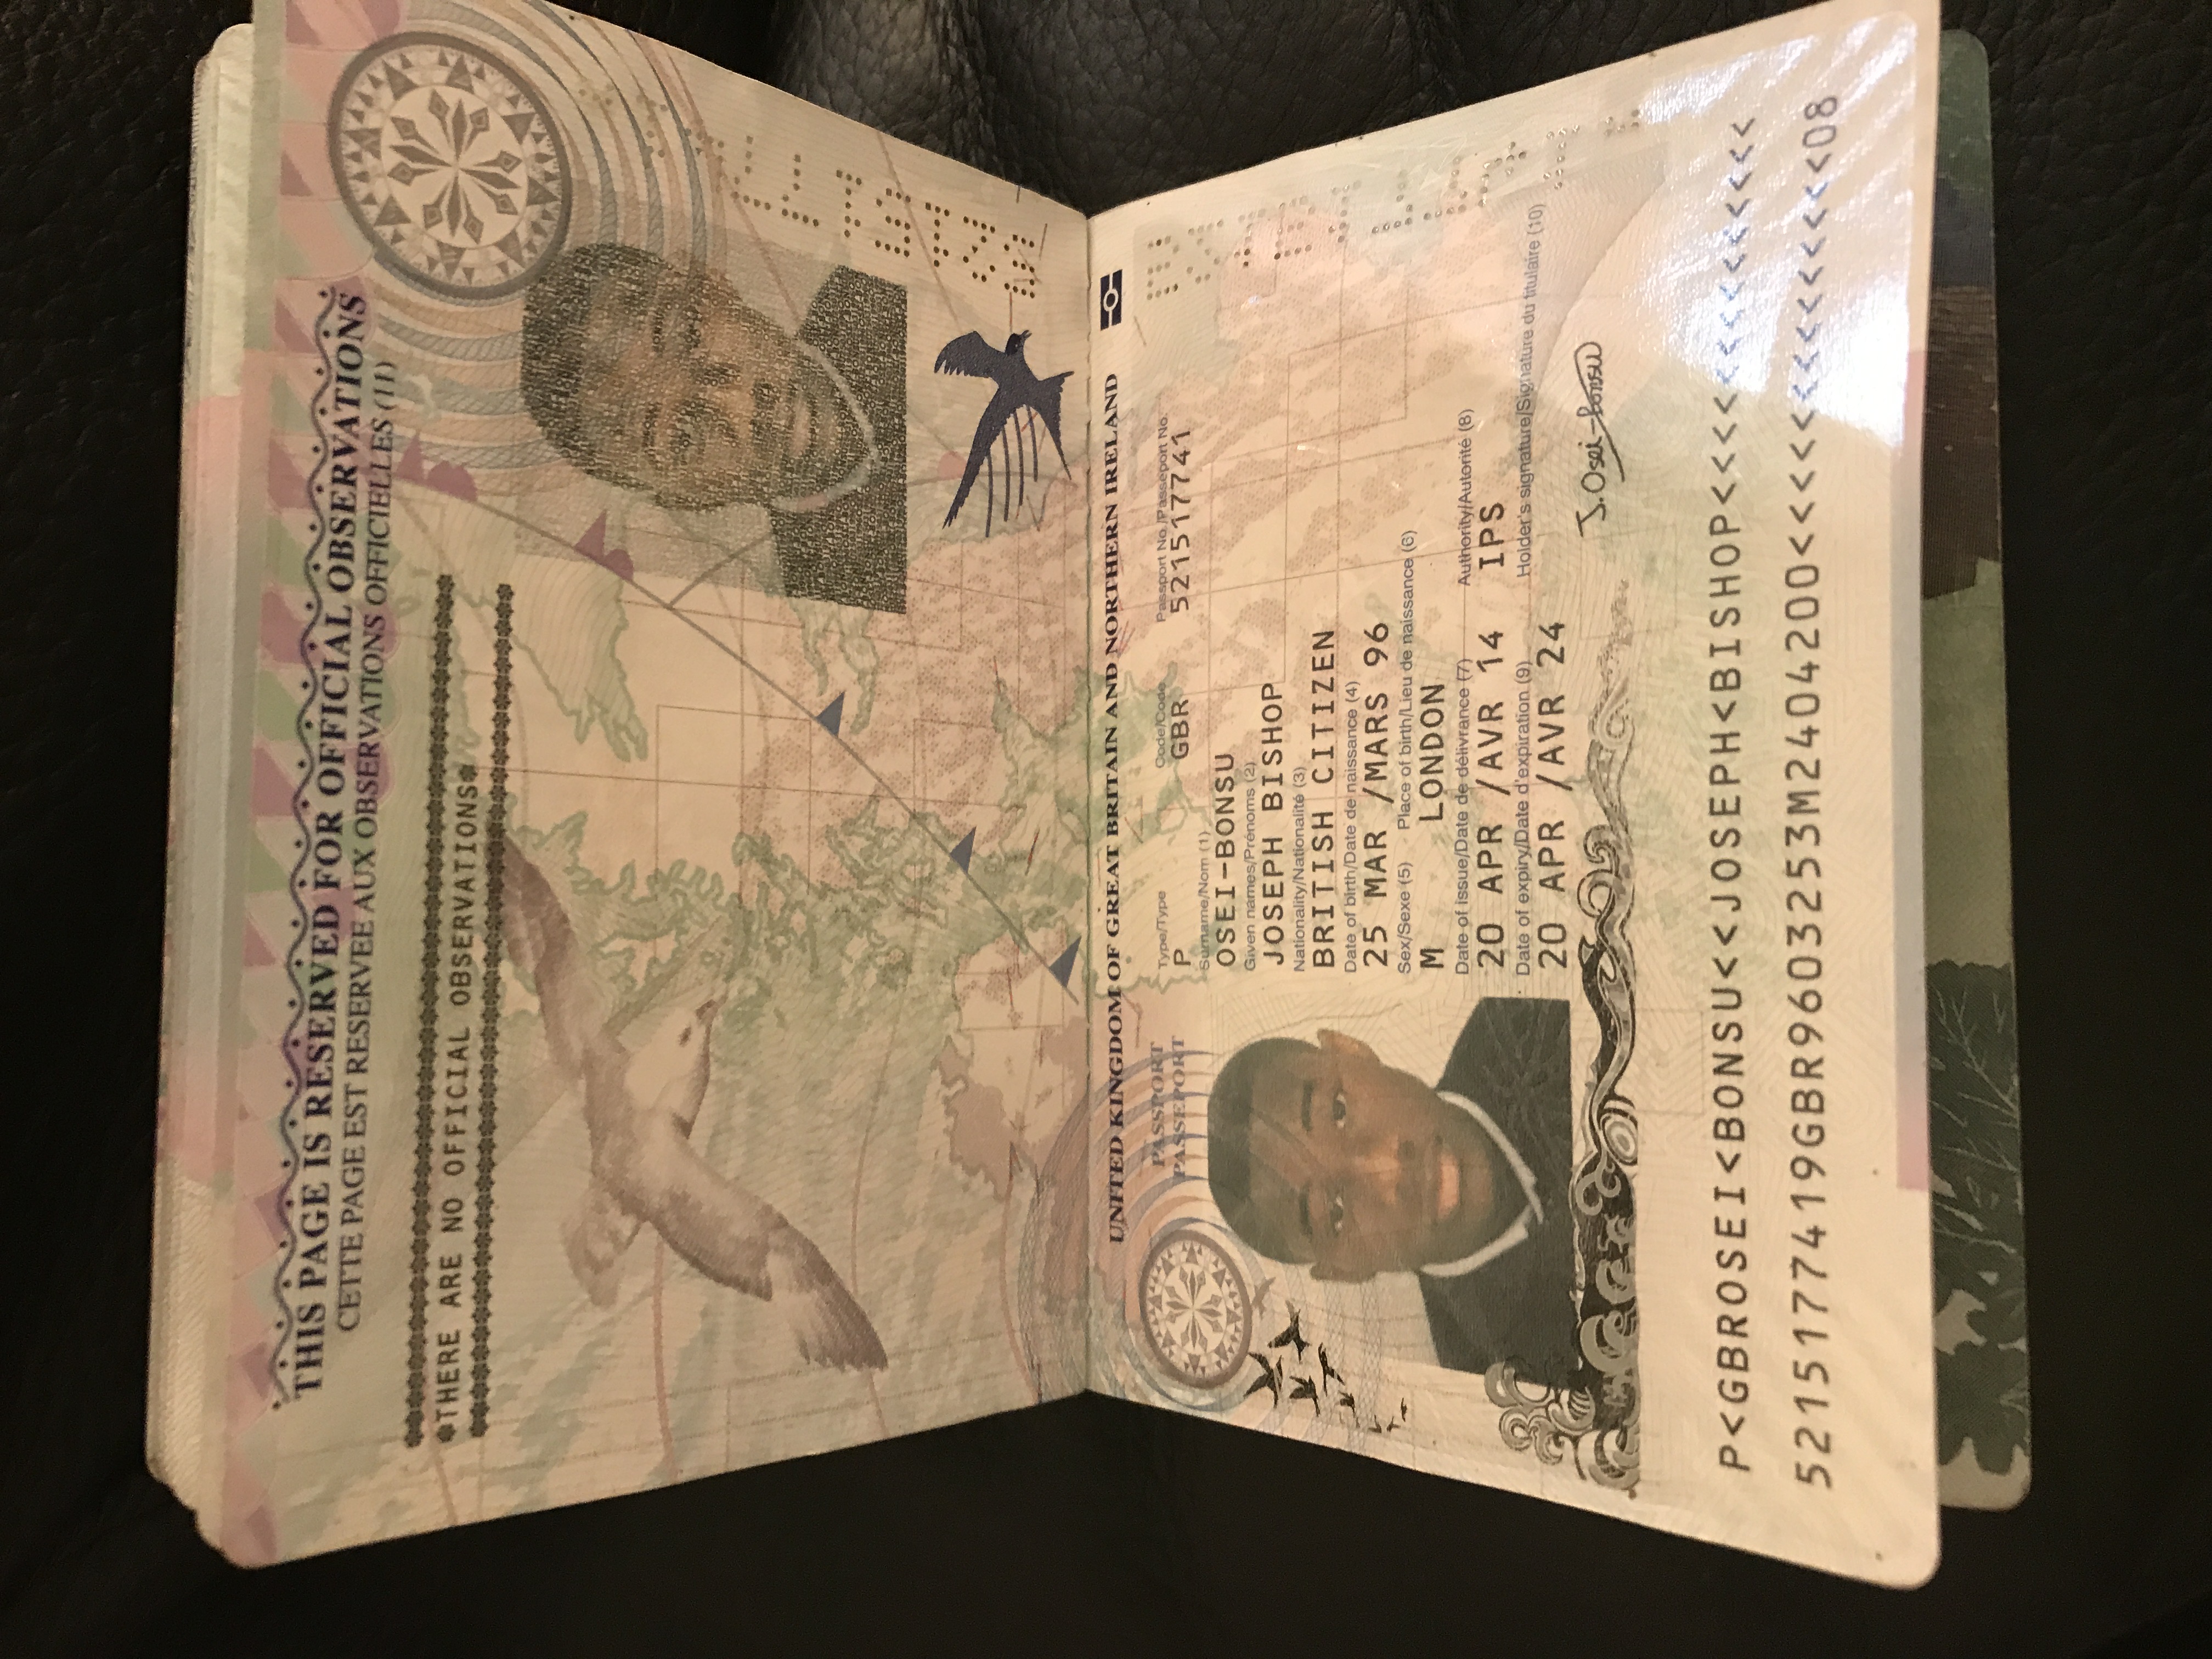 THIS PAGE IS RESERVED FOR OFFICIAL OBSERVATIONS
CETTE PAGE EST RESERVEE AUX OBSERVATIONS OFFICIELLES (11)
*THERE ARE NO OFFICIAL OBSERVATIONS*
UNITED KINGDOM OF GREAT BRITAIN AND NORTHERN IRELAND
PASSPORT
PASSEPORT
Type/Type Code/Code Passport No./Passeport No.
P GBR 521517741
Surname/Nom (1)
OSEI-BONSU
Given names/Prénoms (2)
JOSEPH BISHOP
Nationality/Nationalité (3)
BRITISH CITIZEN
Date of birth/Date de naissance (4)
25 MAR /MARS 96
Sex/Sexe (5) Place of birth/Lieu de naissance (6)
M LONDON
Date of issue/Date de délivrance (7) Authority/Autorité (8)
20 APR /AVR 14 IPS
Date of expiry/Date d'expiration (9) Holder's signature/Signature du titulaire (10)
20 APR /AVR 24
J.Osei-Bonsu
P<GBROSEI<BONSU<<JOSEPH<BISHOP<<<<<<<<<<<<<<
5215177419GBR9603253M2404200<<<<<<<<<<<<<<08